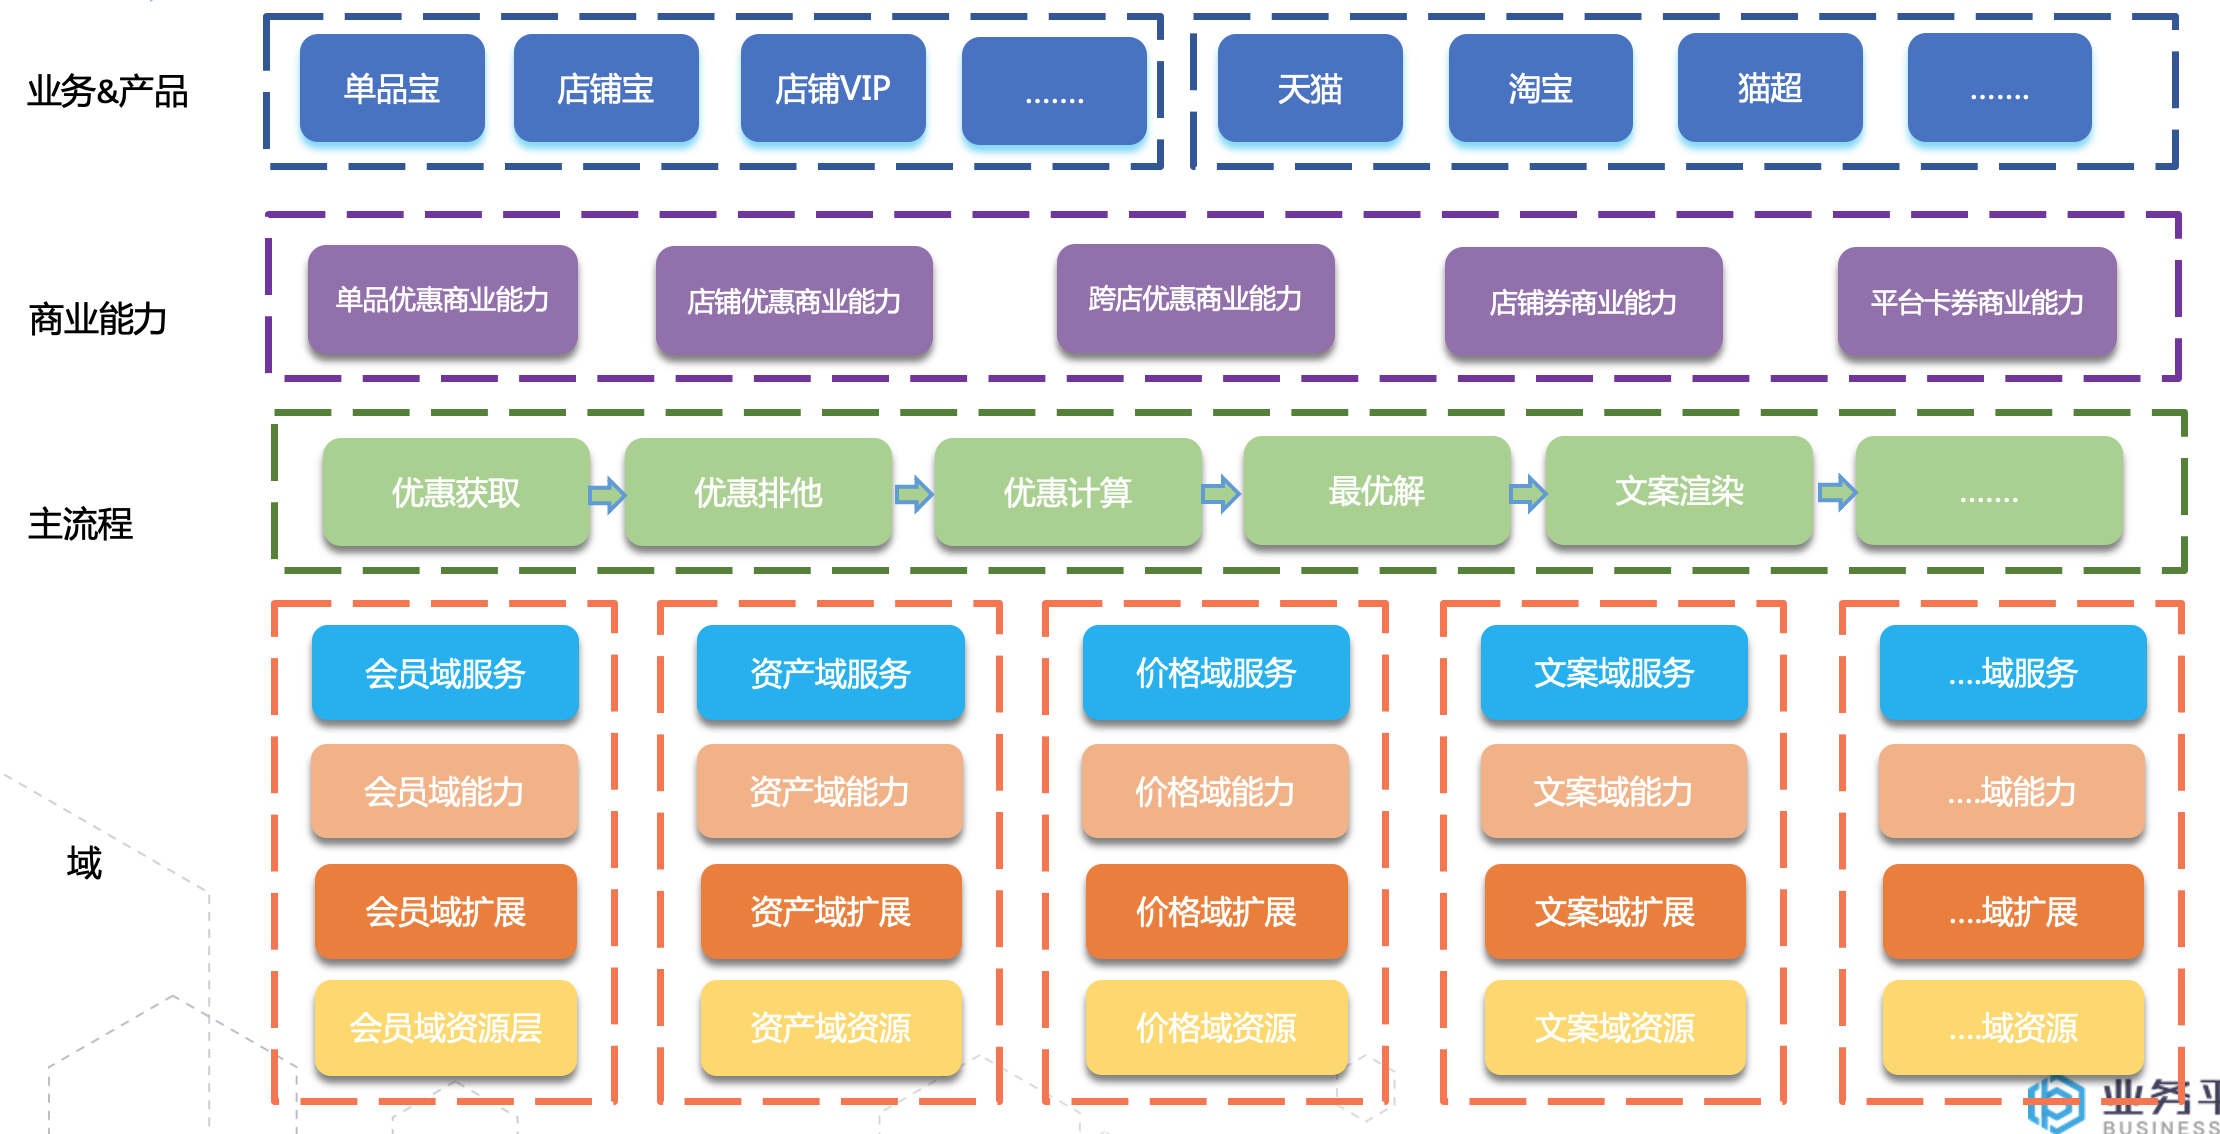 业务&产品
单品宝
店铺宝
店铺VIP
.......
天猫
淘宝
猫超
.......
商业能力
单品优惠商业能力
店铺优惠商业能力
跨店优惠商业能力
店铺券商业能力
平台卡券商业能力
主流程
优惠获取
优惠排他
优惠计算
最优解
文案渲染
.......
域
会员域服务
资产域服务
价格域服务
文案域服务
....域服务
会员域能力
资产域能力
价格域能力
文案域能力
....域能力
会员域扩展
资产域扩展
价格域扩展
文案域扩展
....域扩展
会员域资源层
资产域资源
价格域资源
文案域资源
....域资源
业务平
BUSINESS